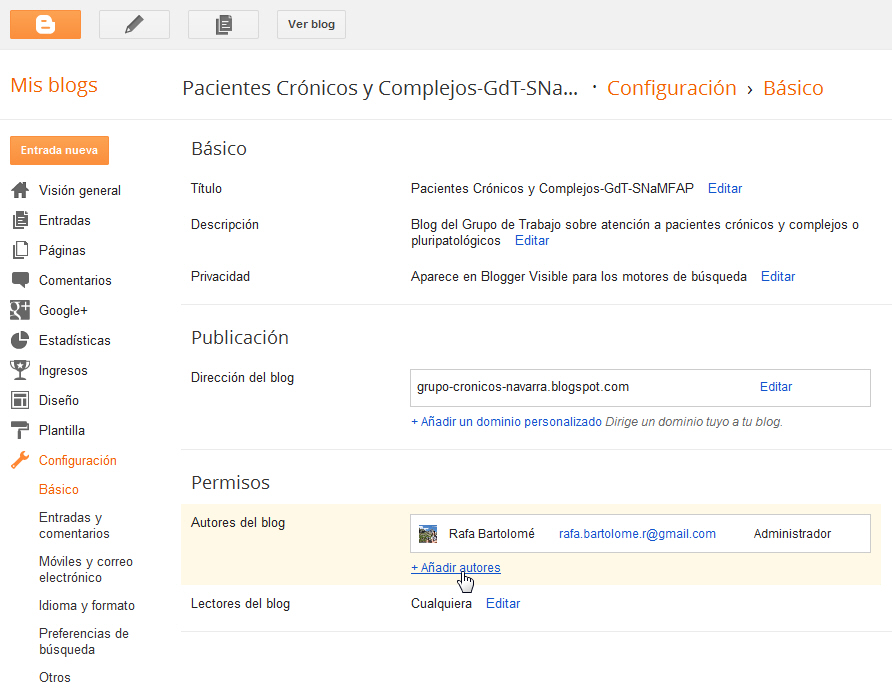 Ver blog
Mis blogs
Pacientes Crónicos y Complejos-GdT-SNa... · Configuración › Básico
Entrada nueva
Visión general
Entradas
Páginas
Comentarios
Google+
Estadísticas
Ingresos
Diseño
Plantilla
Configuración
Básico
Entradas y
comentarios
Móviles y correo
electrónico
Idioma y formato
Preferencias de
búsqueda
Otros
Básico
Título Pacientes Crónicos y Complejos-GdT-SNaMFAP Editar
Descripción Blog del Grupo de Trabajo sobre atención a pacientes crónicos y complejos o
pluripatológicos Editar
Privacidad Aparece en Blogger Visible para los motores de búsqueda Editar
Publicación
Dirección del blog
grupo-cronicos-navarra.blogspot.com Editar
+ Añadir un dominio personalizado Dirige un dominio tuyo a tu blog.
Permisos
Autores del blog
Rafa Bartolomé rafa.bartolome.r@gmail.com Administrador
+ Añadir autores
Lectores del blog Cualquiera Editar